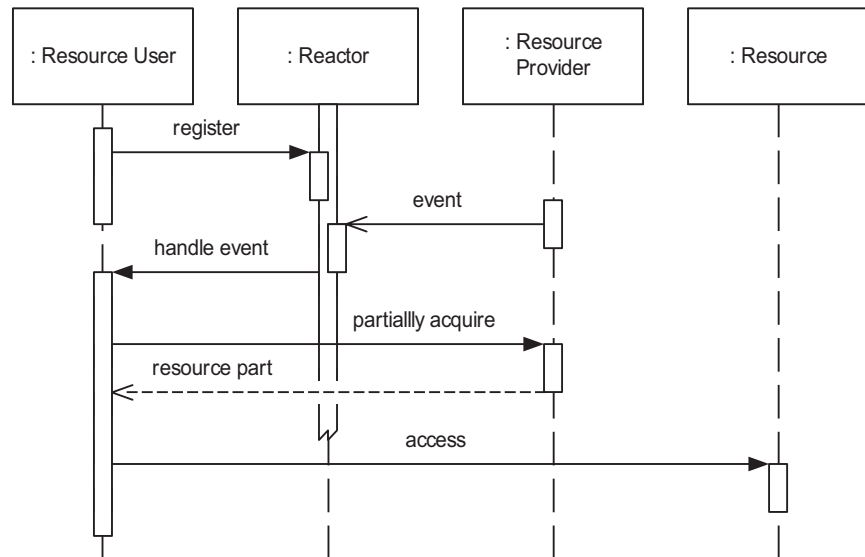 : Resource User
: Reactor
: Resource
Provider
: Resource
register
event
handle event
partiallly acquire
resource part
access